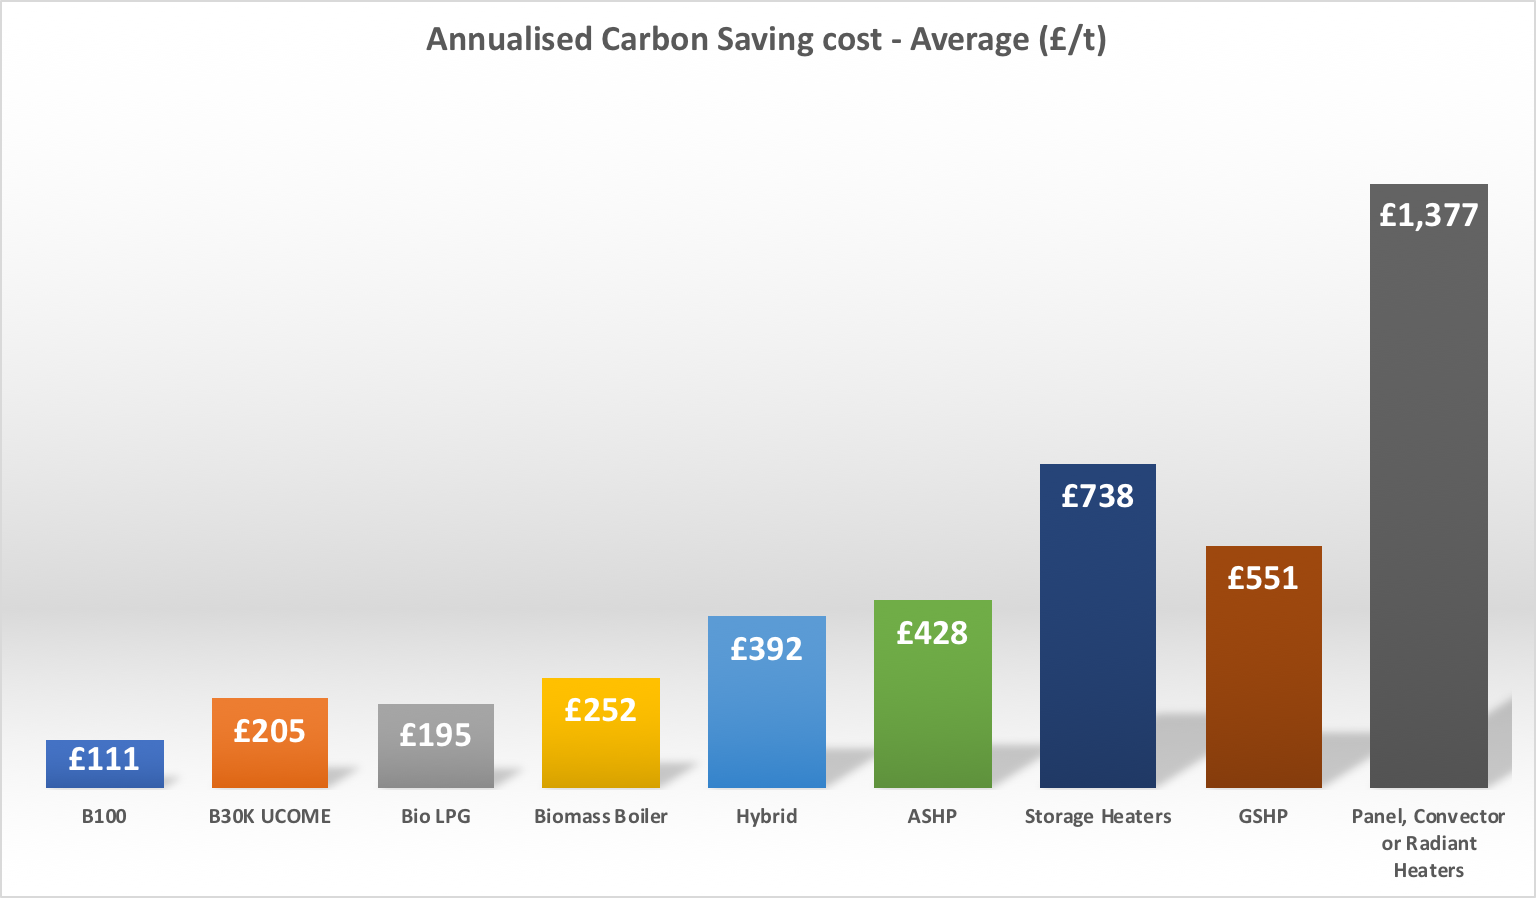 Annualised Carbon Saving cost - Average (£/t)
£111
£205
£195
£252
£392
£428
£738
£551
£1,377
B100
B30K UCOME
Bio LPG
Biomass Boiler
Hybrid
ASHP
Storage Heaters
GSHP
Panel, Convector
or Radiant
Heaters